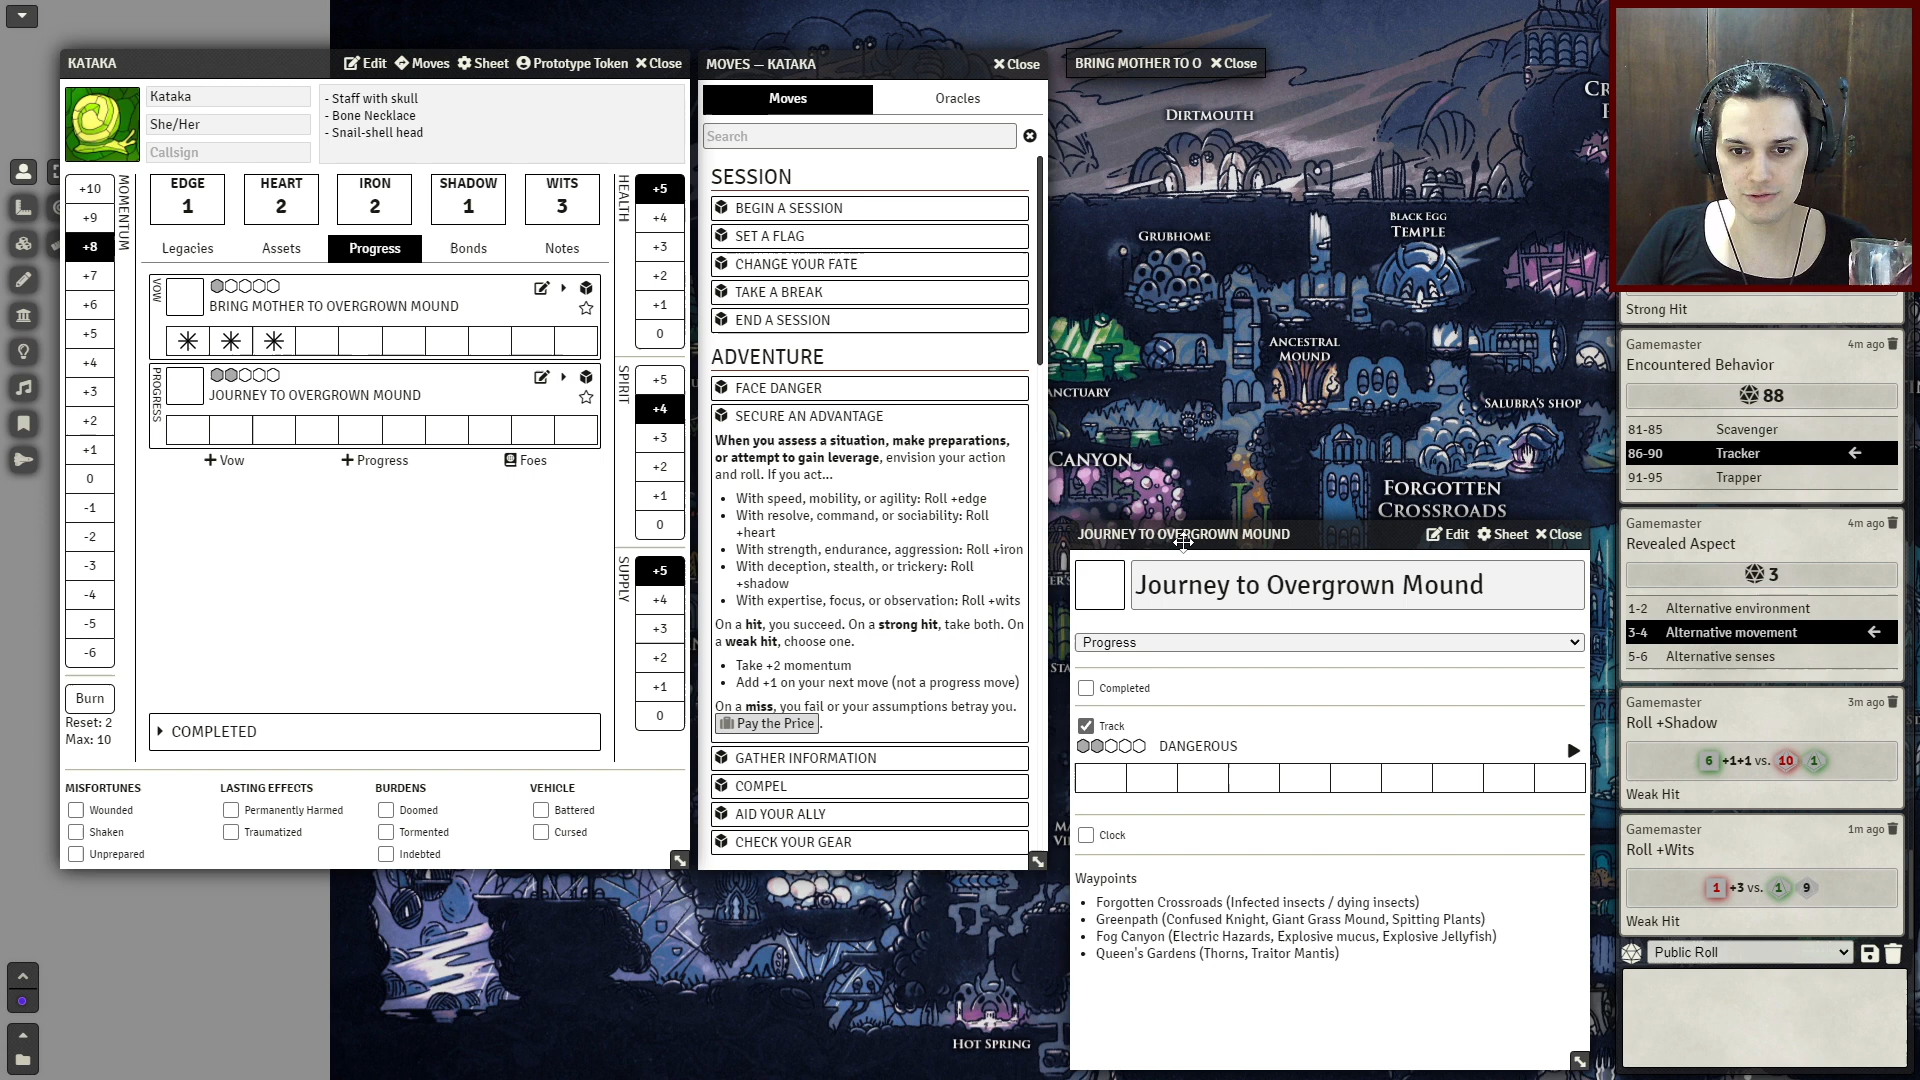 KATAKA
Edit
Moves
Sheet
Prototype Token
Close
Kataka
She/Her
Callsign
- Staff with skull
- Bone Necklace
- Snail-shell head
+10
+9
+8
+7
+6
+5
+4
+3
+2
+1
0
-1
-2
-3
-4
-5
-6
MOMENTUM
Burn
Reset: 2
Max: 10
EDGE
1
HEART
2
IRON
2
SHADOW
1
WITS
3
Legacies
Assets
Progress
Bonds
Notes
VOW
BRING MOTHER TO OVERGROWN MOUND
PROGRESS
JOURNEY TO OVERGROWN MOUND
Vow
Progress
Foes
COMPLETED
HEALTH
+5
+4
+3
+2
+1
0
SPIRIT
+5
+4
+3
+2
+1
0
SUPPLY
+5
+4
+3
+2
+1
0
MISFORTUNES
Wounded
Shaken
Unprepared
LASTING EFFECTS
Permanently Harmed
Traumatized
BURDENS
Doomed
Tormented
Indebted
VEHICLE
Battered
Cursed
MOVES — KATAKA
Close
Moves
Oracles
Search
SESSION
BEGIN A SESSION
SET A FLAG
CHANGE YOUR FATE
TAKE A BREAK
END A SESSION
ADVENTURE
FACE DANGER
SECURE AN ADVANTAGE
When you assess a situation, make preparations,
or attempt to gain leverage, envision your action
and roll. If you act...
With speed, mobility, or agility: Roll +edge
With resolve, command, or sociability: Roll
+heart
With strength, endurance, aggression: Roll +iron
With deception, stealth, or trickery: Roll
+shadow
With expertise, focus, or observation: Roll +wits
On a hit, you succeed. On a strong hit, take both. On
a weak hit, choose one.
Take +2 momentum
Add +1 on your next move (not a progress move)
On a miss, you fail or your assumptions betray you.
Pay the Price.
GATHER INFORMATION
COMPEL
AID YOUR ALLY
CHECK YOUR GEAR
BRING MOTHER TO O
Close
DIRTMOUTH
GRUBHOME
BLACK EGG
TEMPLE
ANCESTRAL
MOUND
SALUBRA'S SHOP
CANYON
FORGOTTEN
CROSSROADS
HOT SPRING
JOURNEY TO OVERGROWN MOUND
Edit
Sheet
Close
Journey to Overgrown Mound
Progress
Completed
Track
DANGEROUS
Clock
Waypoints
Forgotten Crossroads (Infected insects / dying insects)
Greenpath (Confused Knight, Giant Grass Mound, Spitting Plants)
Fog Canyon (Electric Hazards, Explosive mucus, Explosive Jellyfish)
Queen's Gardens (Thorns, Traitor Mantis)
Strong Hit
Gamemaster
4m ago
Encountered Behavior
88
81-85 Scavenger
86-90 Tracker
91-95 Trapper
Gamemaster
4m ago
Revealed Aspect
3
1-2 Alternative environment
3-4 Alternative movement
5-6 Alternative senses
Gamemaster
3m ago
Roll +Shadow
6 +1+1 vs. 10 1
Weak Hit
Gamemaster
1m ago
Roll +Wits
1 +3 vs. 1 9
Weak Hit
Public Roll